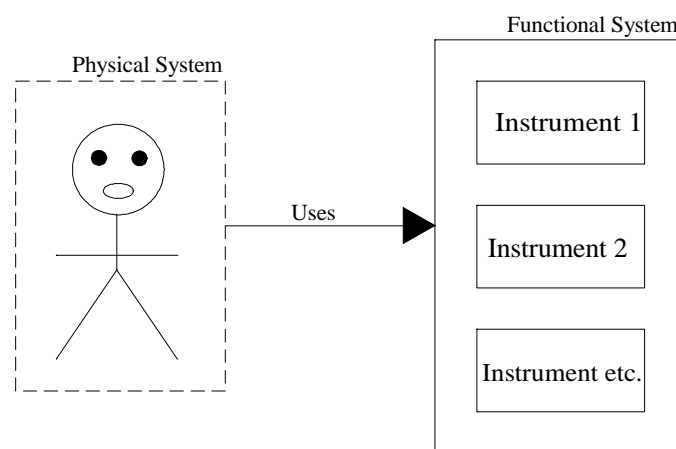 Functional System
Physical System
Instrument 1
Uses
Instrument 2
Instrument etc.